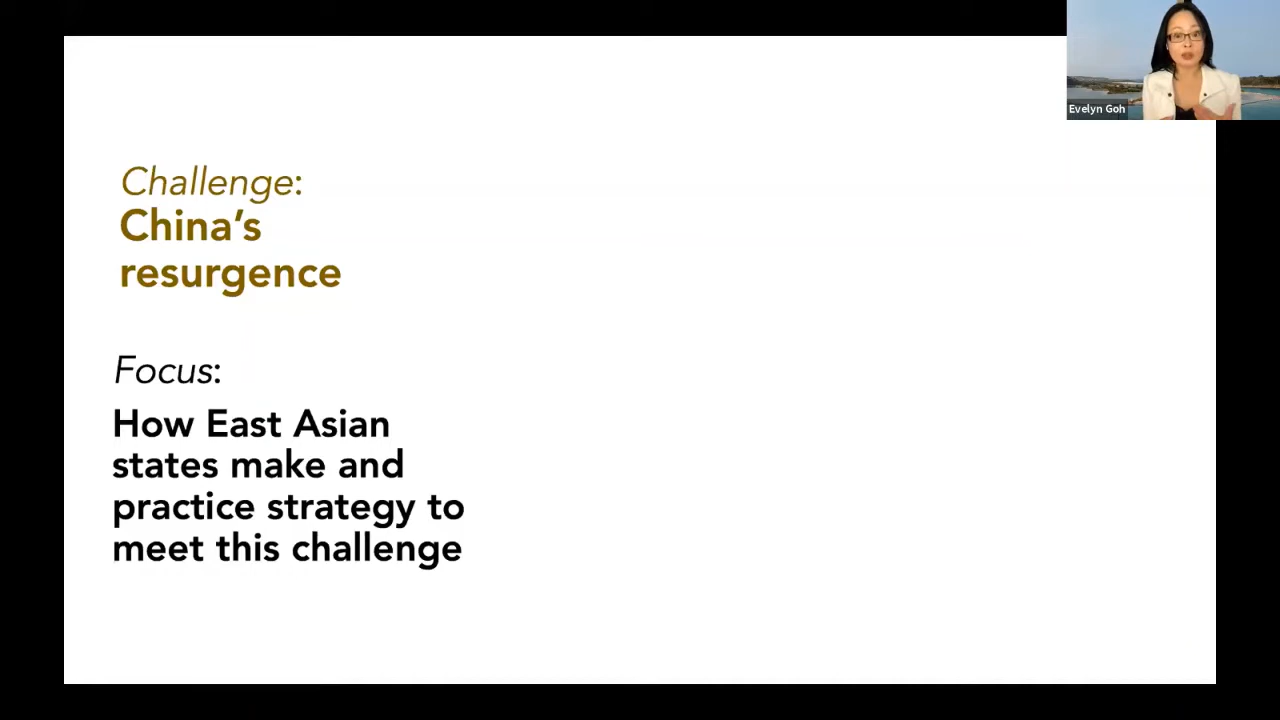 Evelyn Goh
Challenge:
China’s
resurgence
Focus:
How East Asian
states make and
practice strategy to
meet this challenge